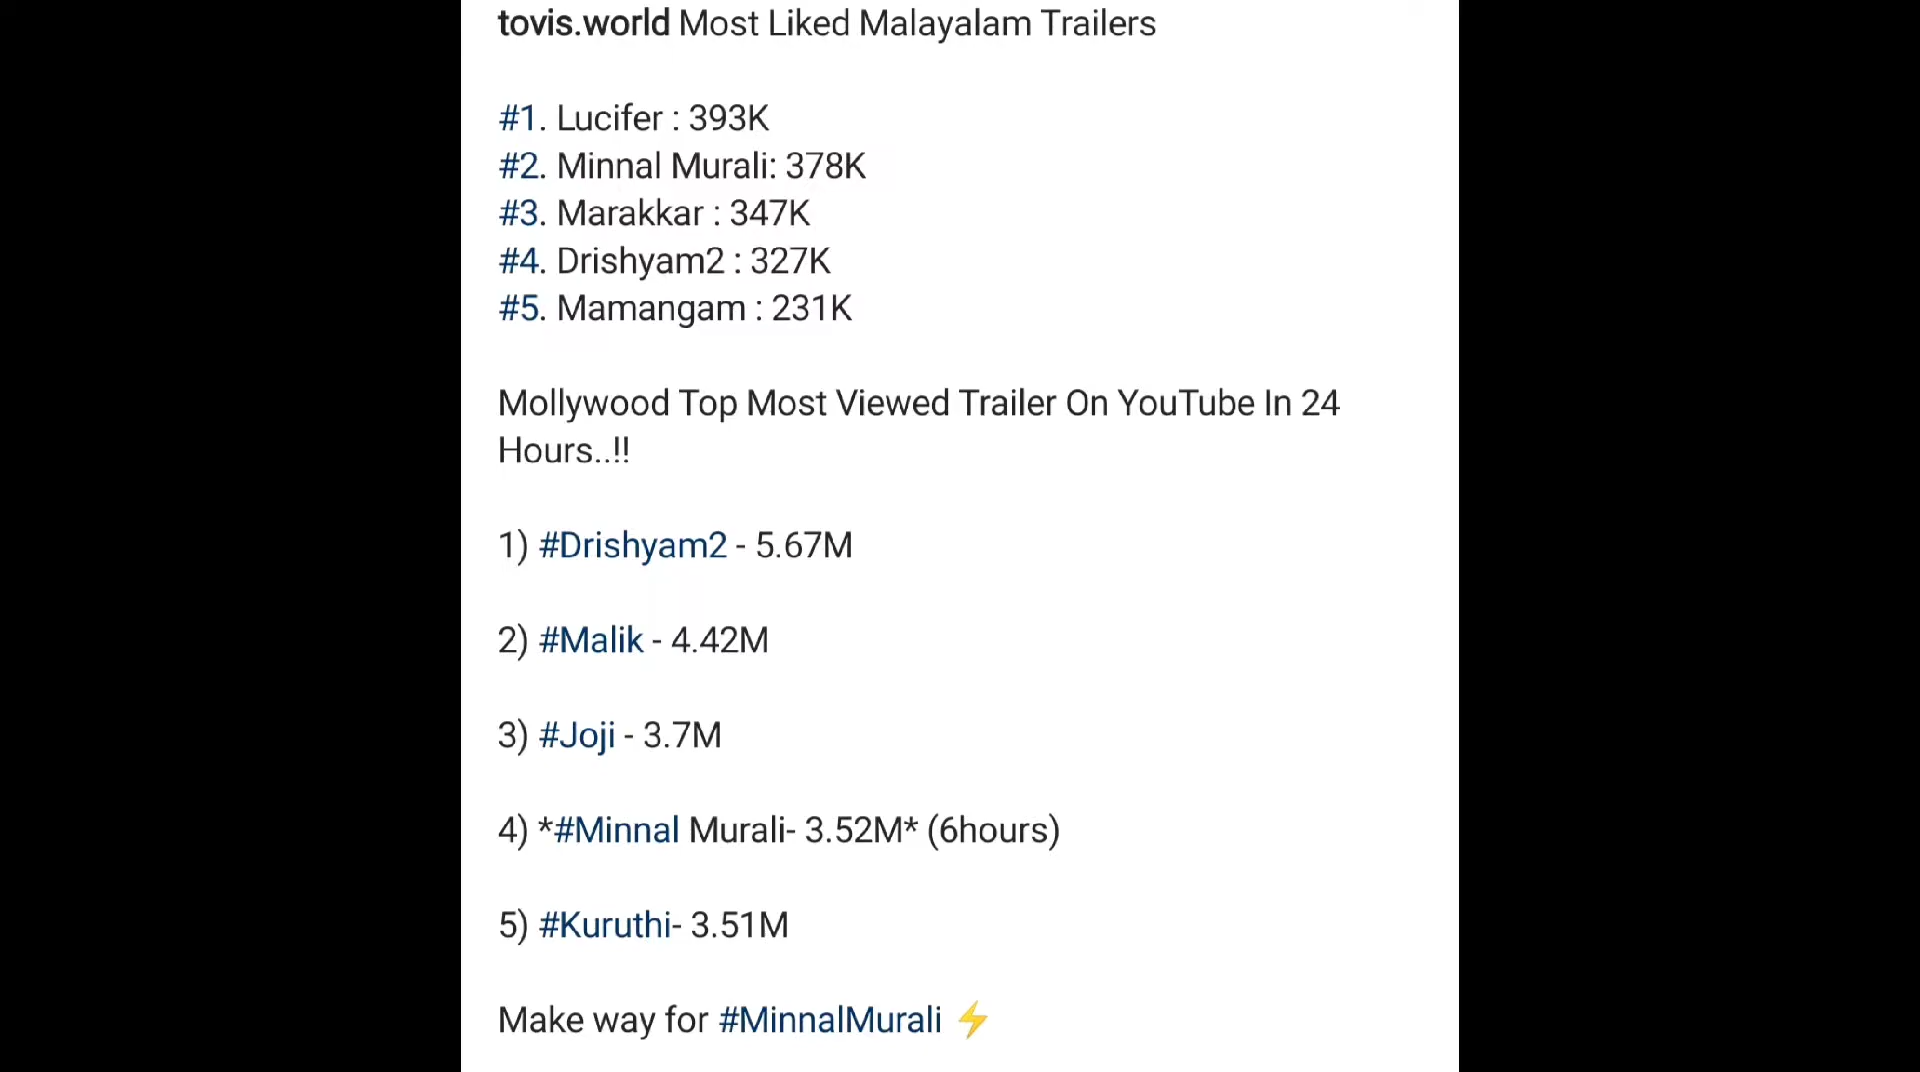 tovis.world Most Liked Malayalam Trailers
#1. Lucifer : 393K
#2. Minnal Murali: 378K
#3. Marakkar : 347K
#4. Drishyam2 : 327K
#5. Mamangam : 231K
Mollywood Top Most Viewed Trailer On YouTube In 24
Hours..!!
1) #Drishyam2 - 5.67M
2) #Malik - 4.42M
3) #Joji - 3.7M
4) *#Minnal Murali- 3.52M* (6hours)
5) #Kuruthi- 3.51M
Make way for #MinnalMurali ⚡